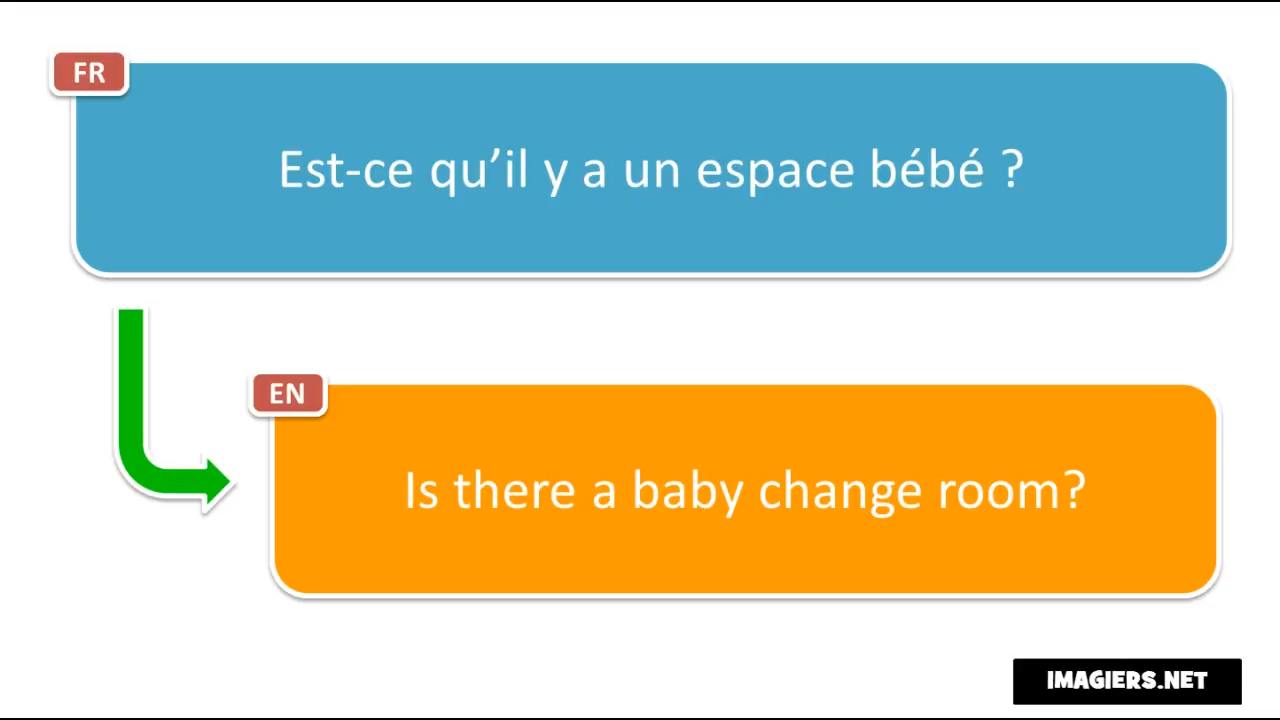 FR
Est-ce qu’il y a un espace bébé ?
EN
Is there a baby change room?
IMAGIERS.NET